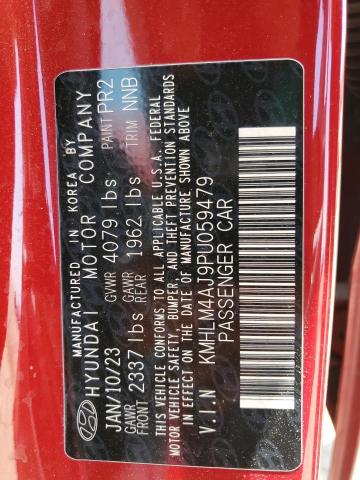 MANUFACTURED IN KOREA BY
HYUNDAI MOTOR COMPANY
JAN/10/23 GVWR 4079 lbs PAINT PR2
GAWR FRONT 2337 lbs GAWR REAR 1962 lbs TRIM NNB
THIS VEHICLE CONFORMS TO ALL APPLICABLE U.S.A. FEDERAL
MOTOR VEHICLE SAFETY, BUMPER, AND THEFT PREVENTION STANDARDS
IN EFFECT ON THE DATE OF MANUFACTURE SHOWN ABOVE
V.I.N KMHLM4AJ9PU059479
PASSENGER CAR